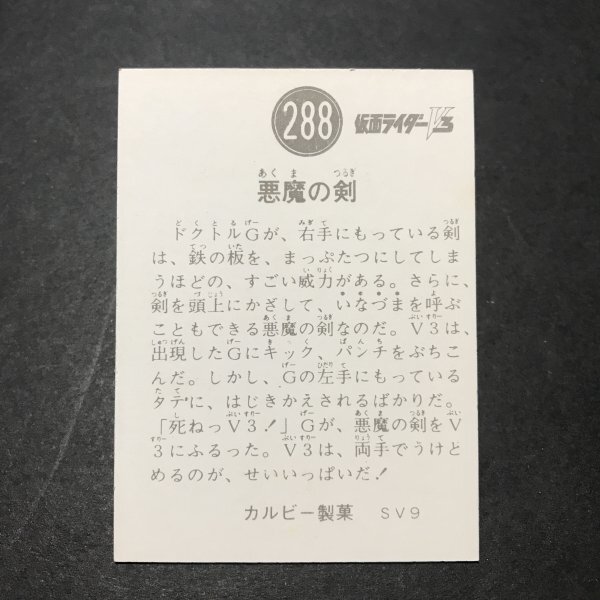 288 仮面ライダーV3
悪魔の剣
ドクトルGが、右手にもっている剣
は、鉄の板を、まっぷたつにしてしま
うほどの、すごい威力がある。さらに、
剣を頭上にかざして、いなづまを呼ぶ
こともできる悪魔の剣なのだ。V3は、
出現したGにキック、パンチをぶちこ
んだ。しかし、Gの左手にもっている
タテに、はじきかえされるばかりだ。
「死ねっV3！」Gが、悪魔の剣をV
3にふるった。V3は、両手でうけと
めるのが、せいいっぱいだ！
カルビー製菓 SV9